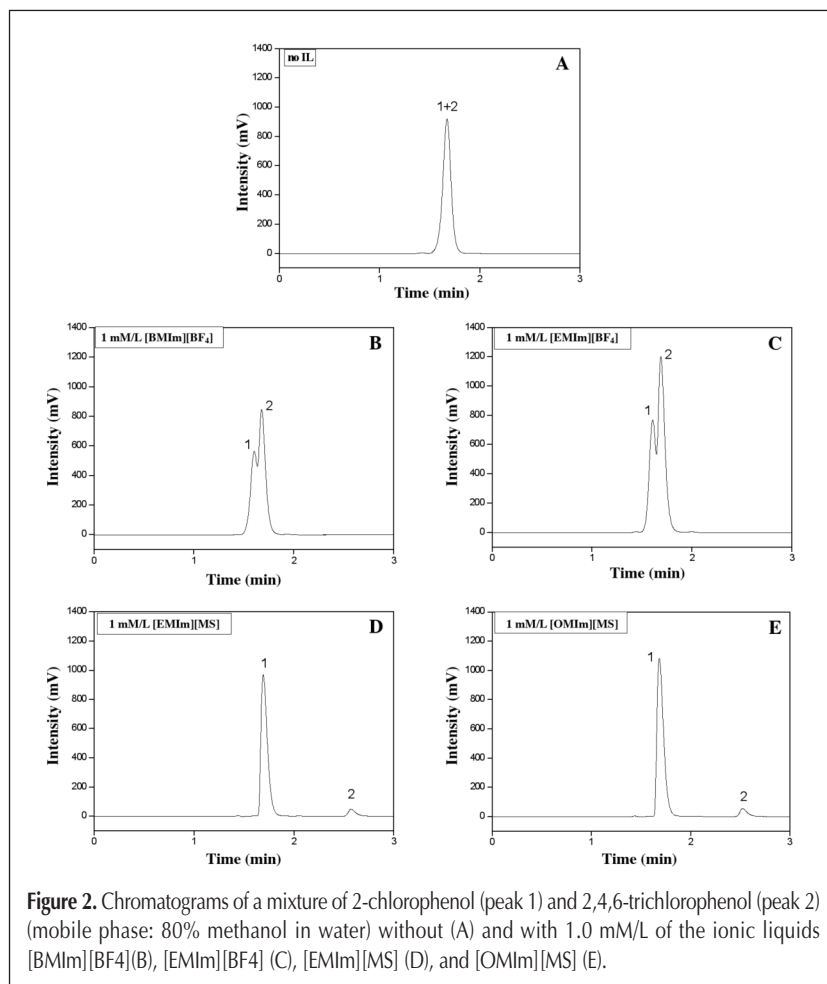 no IL
A
1+2
1400
1200
1000
800
600
400
200
0
Intensity (mV)
0 1 2 3
Time (min)
1 mM/L [BMIm][BF4]
B
1
2
1400
1200
1000
800
600
400
200
0
Intensity (mV)
0 1 2 3
Time (min)
1 mM/L [EMIm][BF4]
C
1
2
1400
1200
1000
800
600
400
200
0
Intensity (mV)
0 1 2 3
Time (min)
1 mM/L [EMIm][MS]
D
1
2
1400
1200
1000
800
600
400
200
0
Intensity (mV)
0 1 2 3
Time (min)
1 mM/L [OMIm][MS]
E
1
2
1400
1200
1000
800
600
400
200
0
Intensity (mV)
0 1 2 3
Time (min)
Figure 2. Chromatograms of a mixture of 2-chlorophenol (peak 1) and 2,4,6-trichlorophenol (peak 2)
(mobile phase: 80% methanol in water) without (A) and with 1.0 mM/L of the ionic liquids
[BMIm][BF4](B), [EMIm][BF4] (C), [EMIm][MS] (D), and [OMIm][MS] (E).